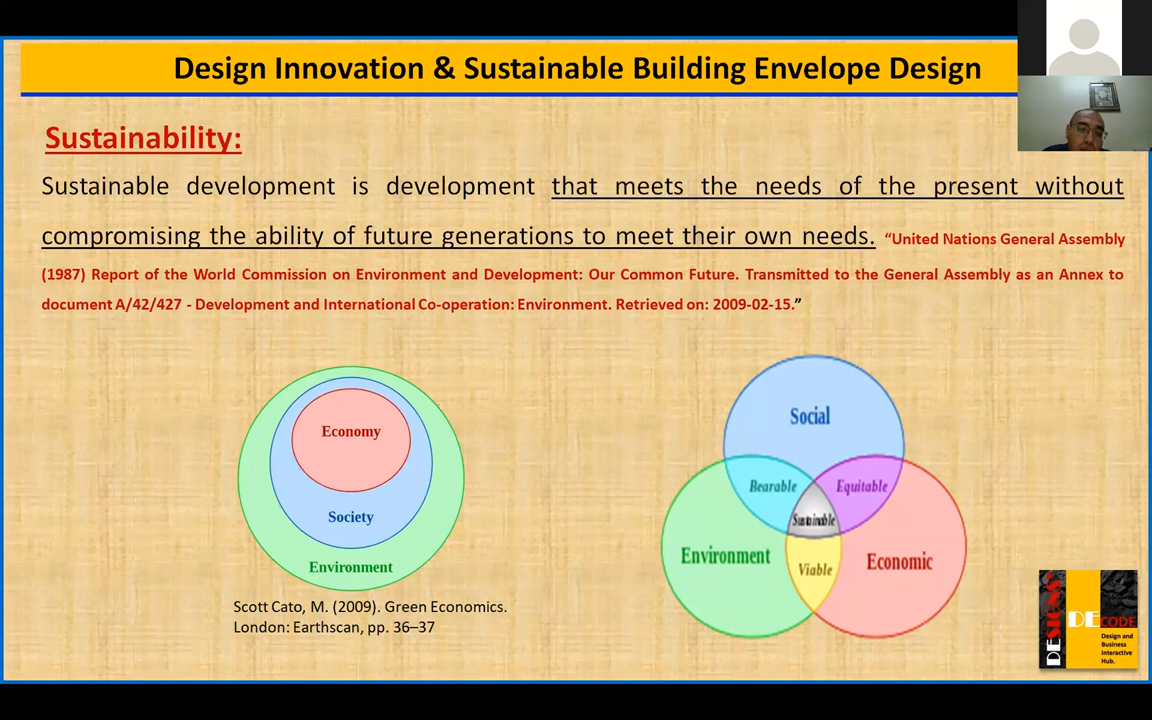 Design Innovation & Sustainable Building Envelope Design
Sustainability:
Sustainable development is development that meets the needs of the present without
compromising the ability of future generations to meet their own needs. “United Nations General Assembly
(1987) Report of the World Commission on Environment and Development: Our Common Future. Transmitted to the General Assembly as an Annex to
document A/42/427 - Development and International Co-operation: Environment. Retrieved on: 2009-02-15.”
Economy
Society
Environment
Scott Cato, M. (2009). Green Economics.
London: Earthscan, pp. 36–37
Social
Bearable
Equitable
Sustainable
Environment
Economic
Viable
DESIGNS
DECODE
Design and
Business
Interactive
Hub.